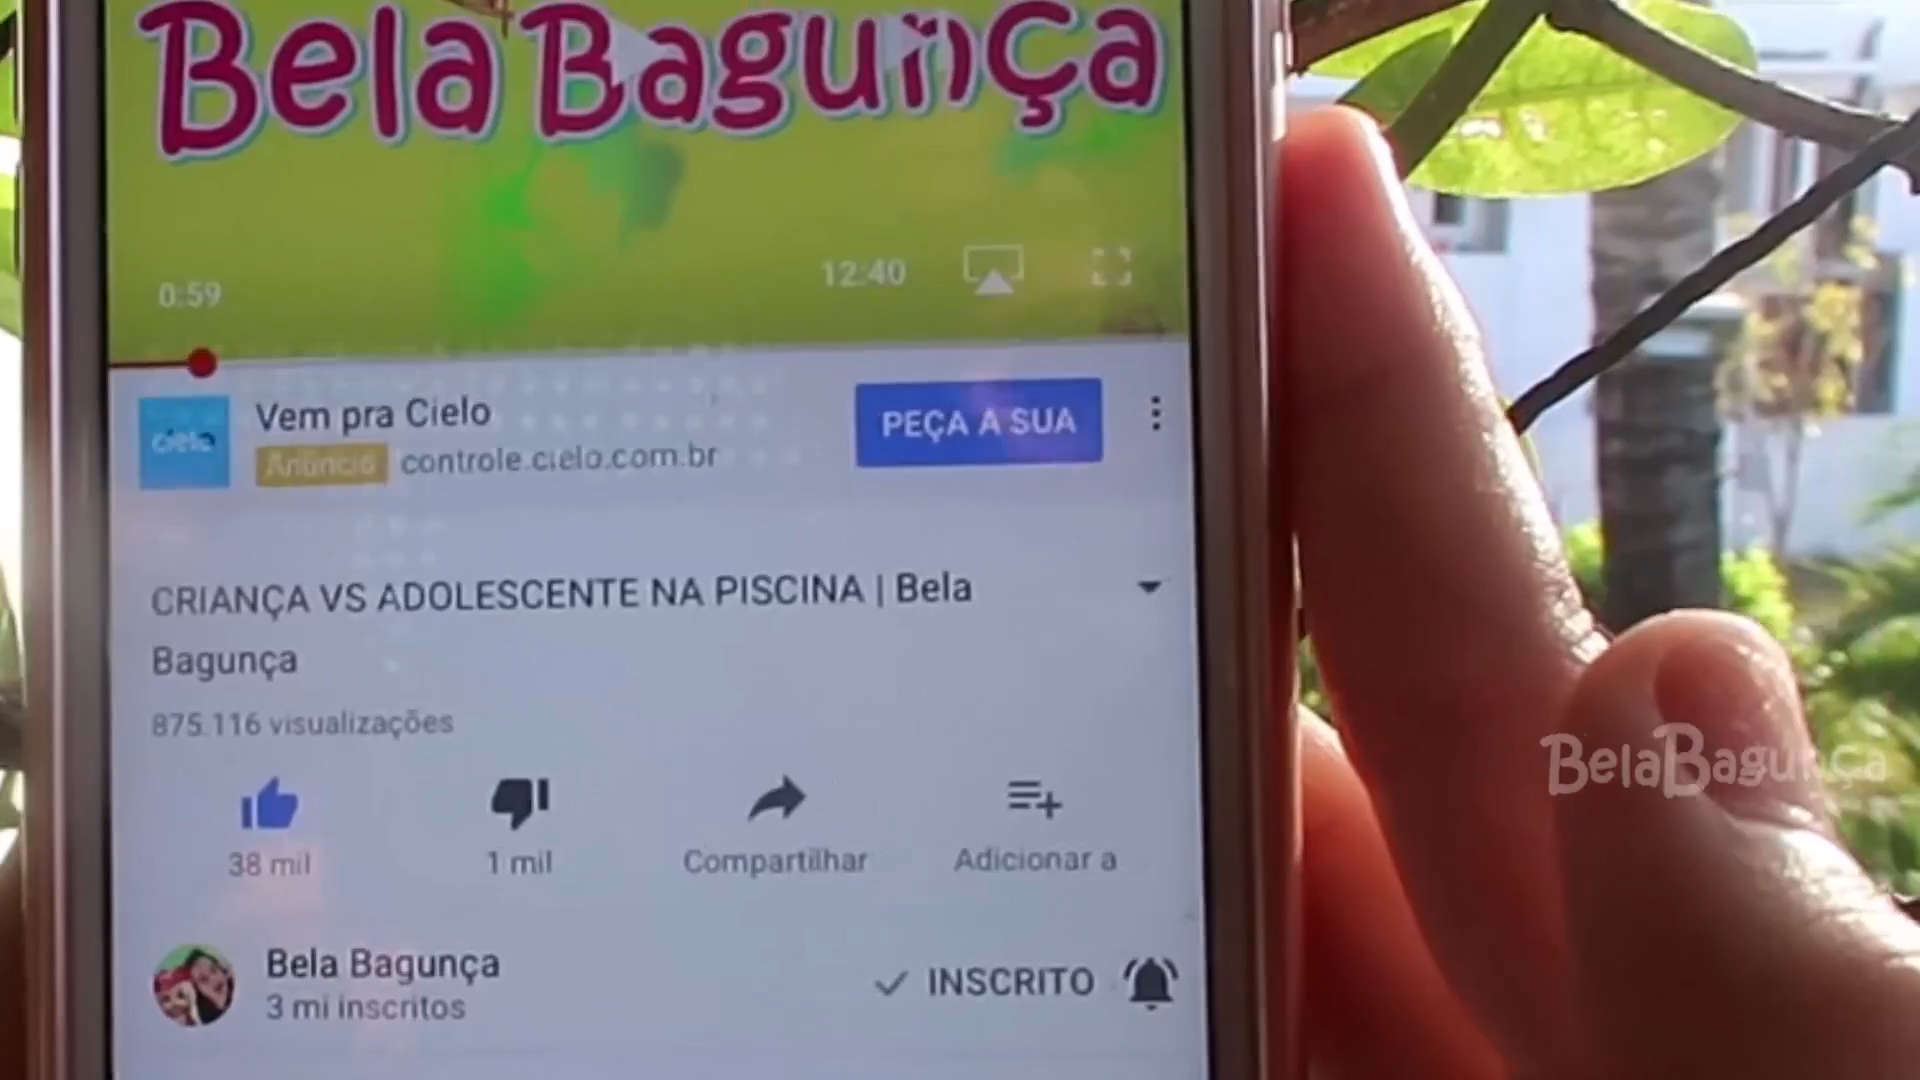 Bela Bagunça
0:59
12:40
cielo
Vem pra Cielo
Anúncio controle.cielo.com.br
PEÇA A SUA
CRIANÇA VS ADOLESCENTE NA PISCINA | Bela
Bagunça
875.116 visualizações
38 mil
1 mil
Compartilhar
Adicionar a
Bela Bagunça
3 mi inscritos
INSCRITO
BelaBagunça